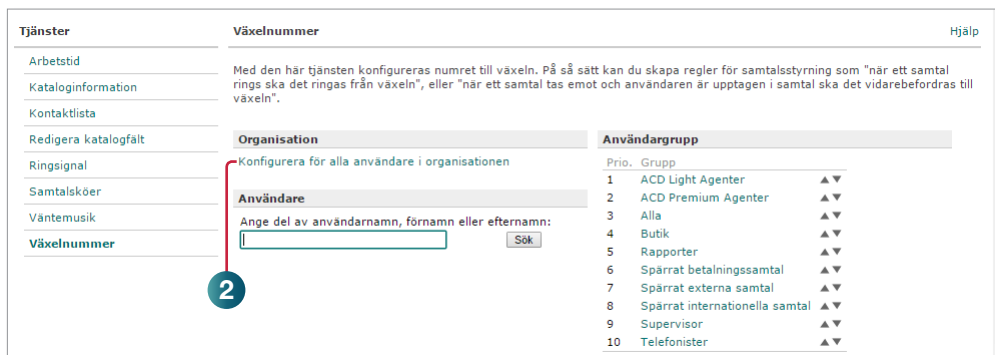 Tjänster
Arbetstid
Kataloginformation
Kontaktlista
Redigera katalogfält
Ringsignal
Samtalsköer
Väntemusik
Växelnummer
Växelnummer
Hjälp
Med den här tjänsten konfigureras numret till växeln. På så sätt kan du skapa regler för samtalsstyrning som "när ett samtal
rings ska det ringas från växeln", eller "när ett samtal tas emot och användaren är upptagen i samtal ska det vidarebefordras till
växeln".
Organisation
Konfigurera för alla användare i organisationen
2
Användare
Ange del av användarnamn, förnamn eller efternamn:
Sök
Användargrupp
Prio. Grupp
1 ACD Light Agenter
2 ACD Premium Agenter
3 Alla
4 Butik
5 Rapporter
6 Spärrat betalningssamtal
7 Spärrat externa samtal
8 Spärrat internationella samtal
9 Supervisor
10 Telefonister